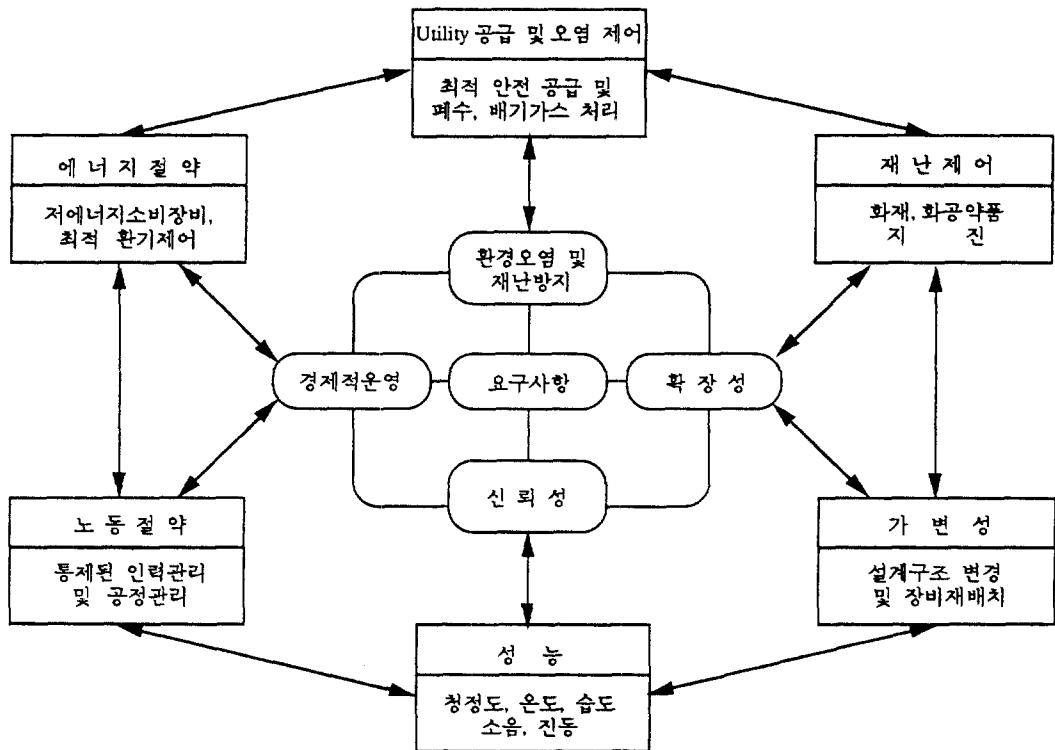 Utility 공급 및 오염 제어
최적 안전 공급 및
폐수, 배기가스 처리
에 너 지 절 약
저에너지소비장비,
최적 환기제어
재 난 제 어
화재, 화공약품
지 진
환경오염 및
재난방지
경제적운영
요구사항
확 장 성
신 뢰 성
노 동 절 약
통제된 인력관리
및 공정관리
가 변 성
설계구조 변경
및 장비재배치
성 능
청정도, 온도, 습도
소음, 진동